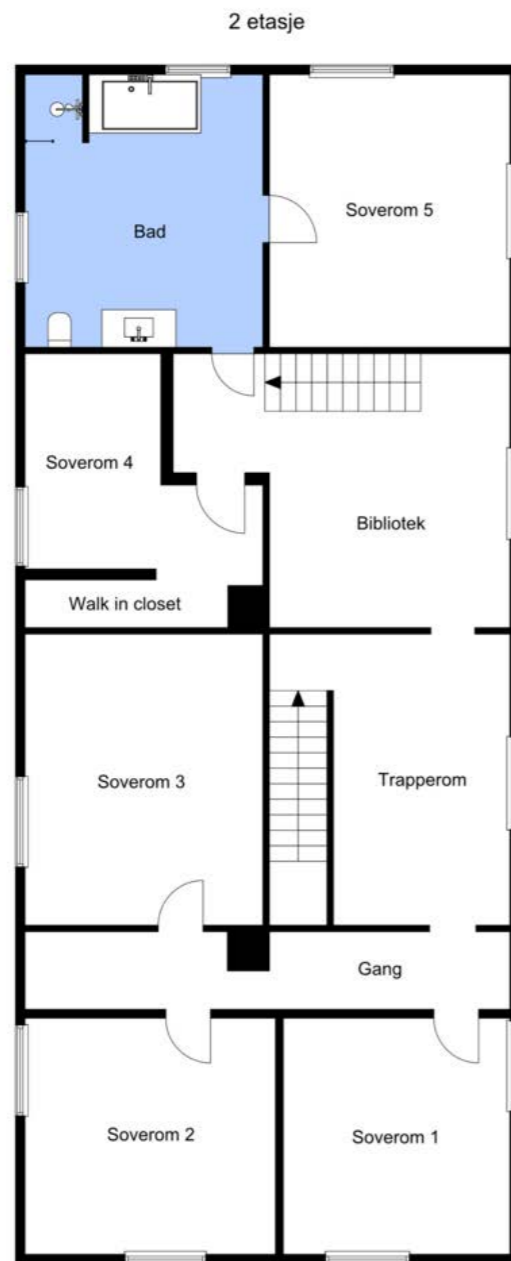 2 etasje
Bad
Soverom 5
Soverom 4
Bibliotek
Walk in closet
Soverom 3
Trapperom
Gang
Soverom 2
Soverom 1